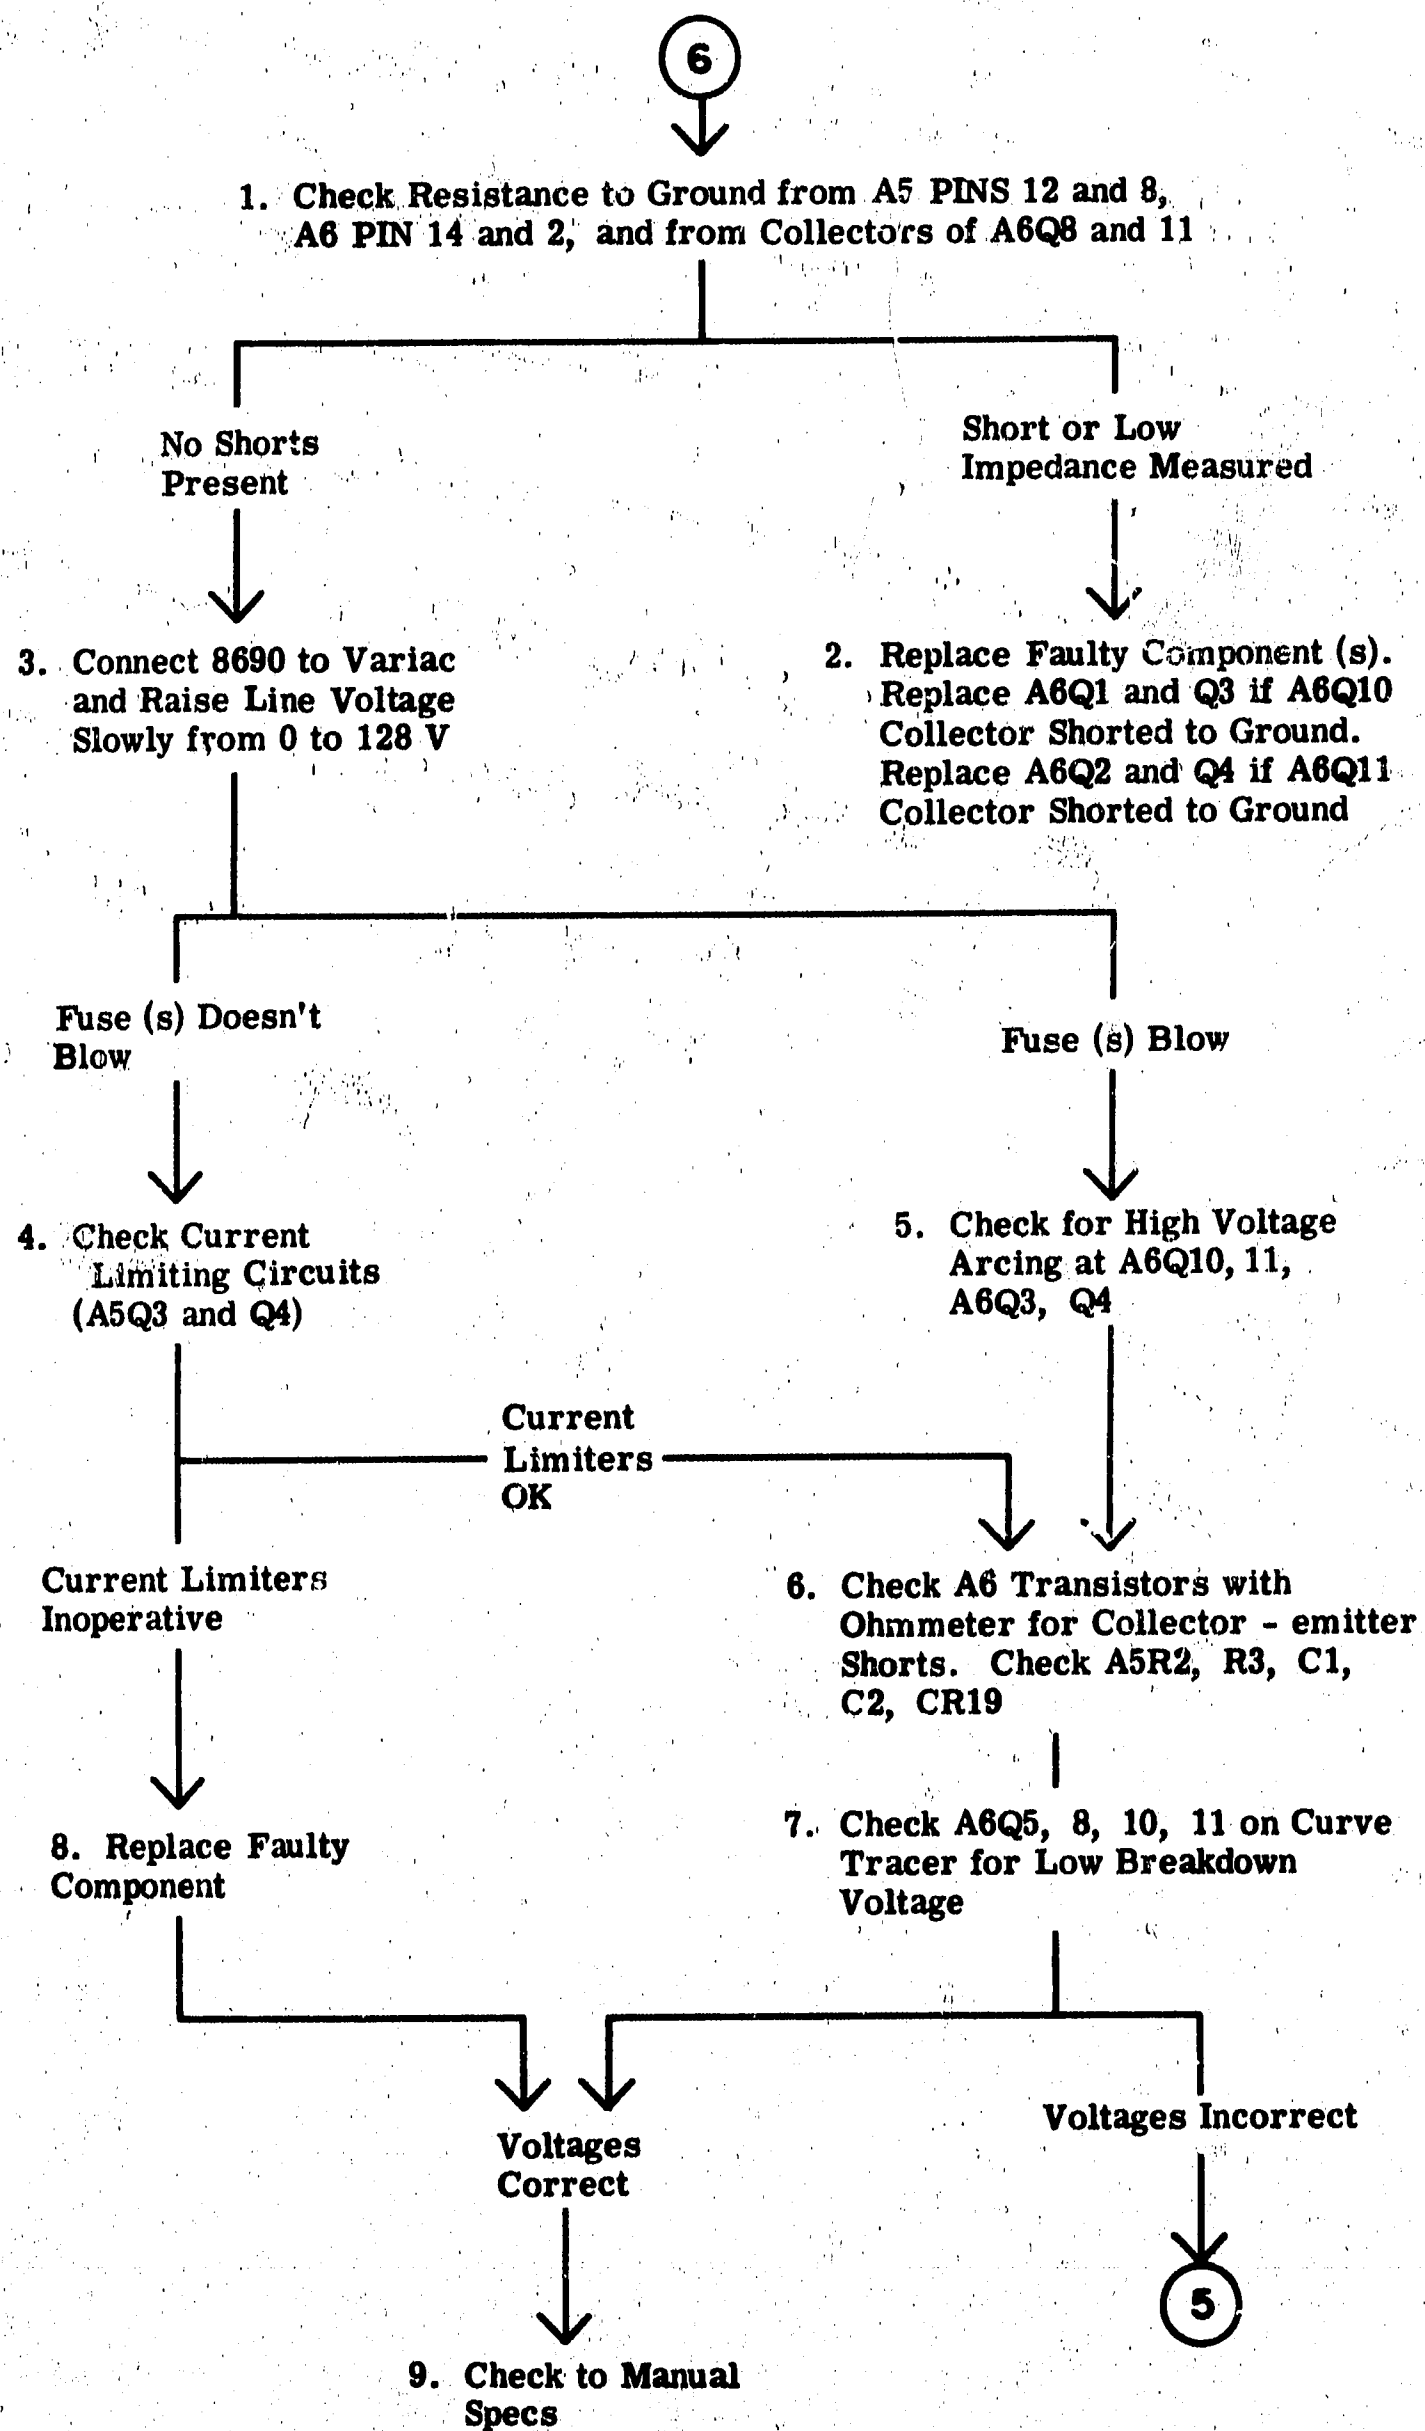 6
1. Check Resistance to Ground from A5 PINS 12 and 8,
A6 PIN 14 and 2, and from Collectors of A6Q8 and 11
No Shorts
Present
Short or Low
Impedance Measured
3. Connect 8690 to Variac
and Raise Line Voltage
Slowly from 0 to 128 V
2. Replace Faulty Component (s).
Replace A6Q1 and Q3 if A6Q10
Collector Shorted to Ground.
Replace A6Q2 and Q4 if A6Q11
Collector Shorted to Ground
Fuse (s) Doesn't
Blow
Fuse (s) Blow
4. Check Current
Limiting Circuits
(A5Q3 and Q4)
5. Check for High Voltage
Arcing at A6Q10, 11,
A6Q3, Q4
Current
Limiters
OK
Current Limiters
Inoperative
6. Check A6 Transistors with
Ohmmeter for Collector - emitter
Shorts. Check A5R2, R3, C1,
C2, CR19
8. Replace Faulty
Component
7. Check A6Q5, 8, 10, 11 on Curve
Tracer for Low Breakdown
Voltage
Voltages
Correct
Voltages Incorrect
5
9. Check to Manual
Specs